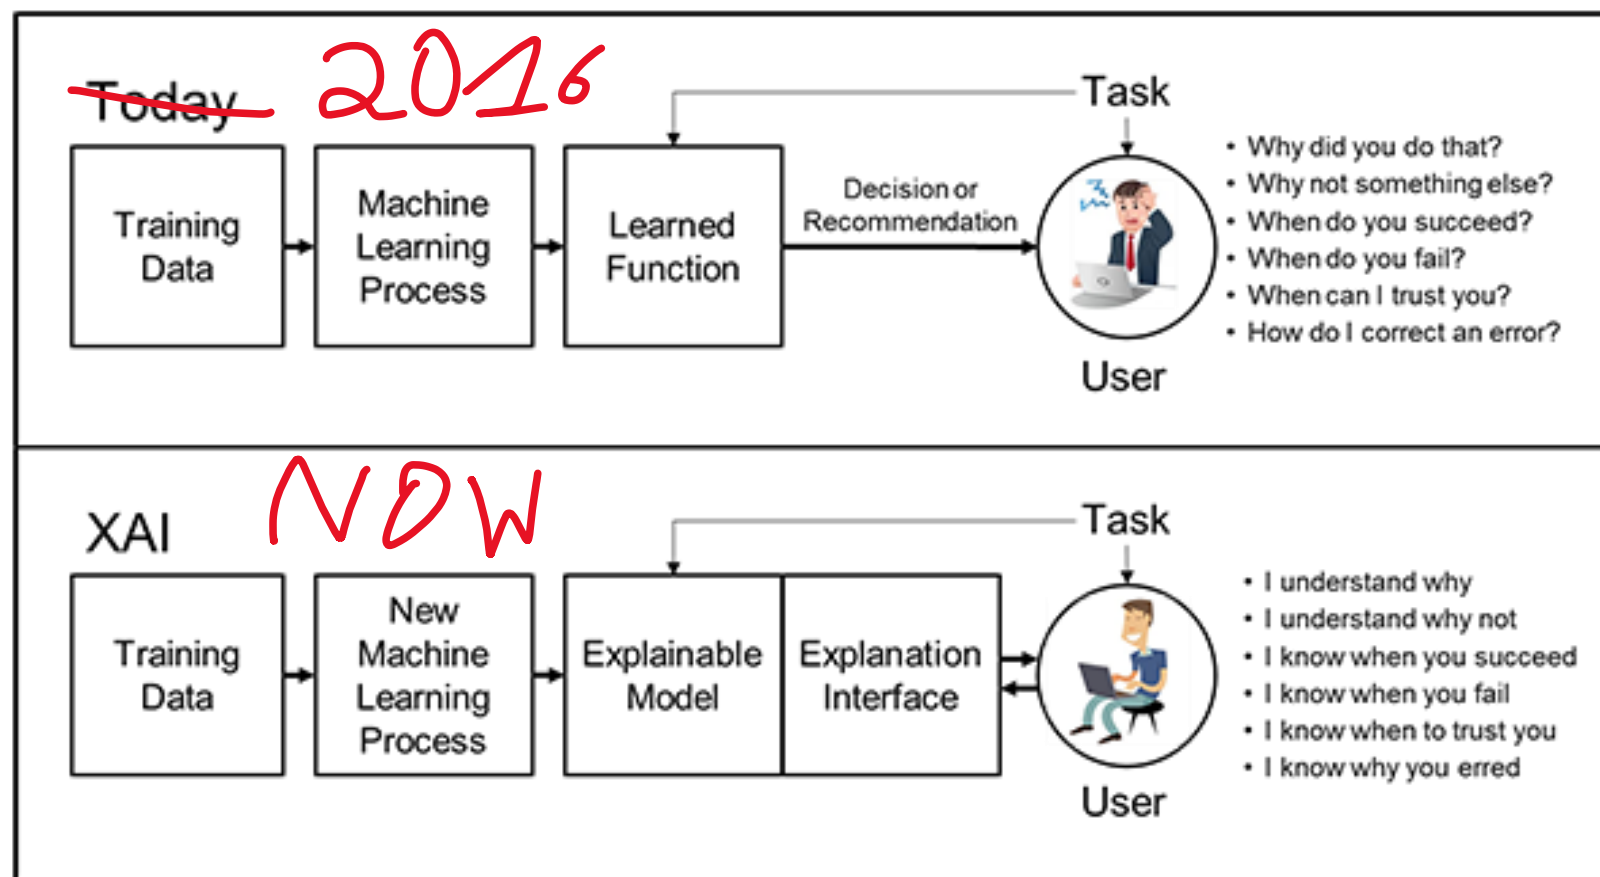 Today 2016
Task
Training
Data
Machine
Learning
Process
Learned
Function
Decision or
Recommendation
User
• Why did you do that?
• Why not something else?
• When do you succeed?
• When do you fail?
• When can I trust you?
• How do I correct an error?
XAI NOW
Task
Training
Data
New
Machine
Learning
Process
Explainable
Model
Explanation
Interface
User
• I understand why
• I understand why not
• I know when you succeed
• I know when you fail
• I know when to trust you
• I know why you erred